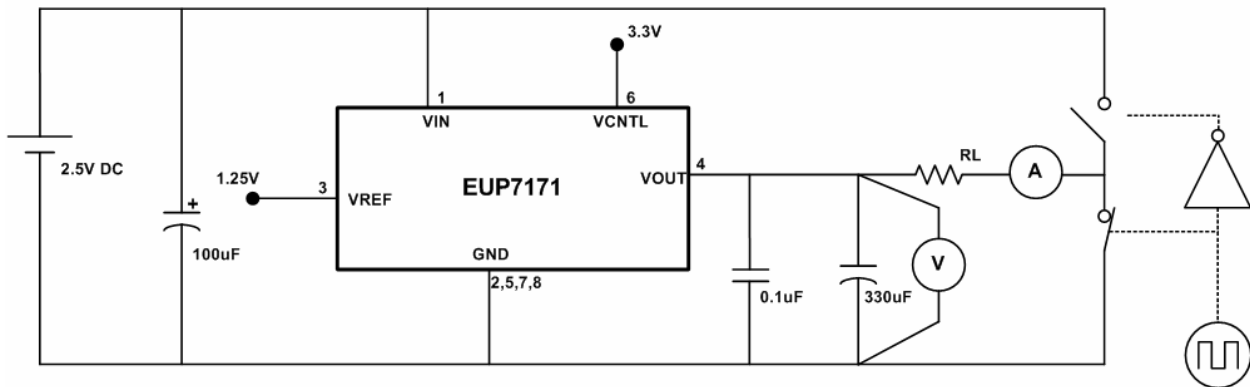 3.3V
1
6
VIN
VCNTL
2.5V DC
1.25V
3
VREF
EUP7171
VOUT
4
RL
A
+
100uF
GND
2,5,7,8
0.1uF
330uF
V